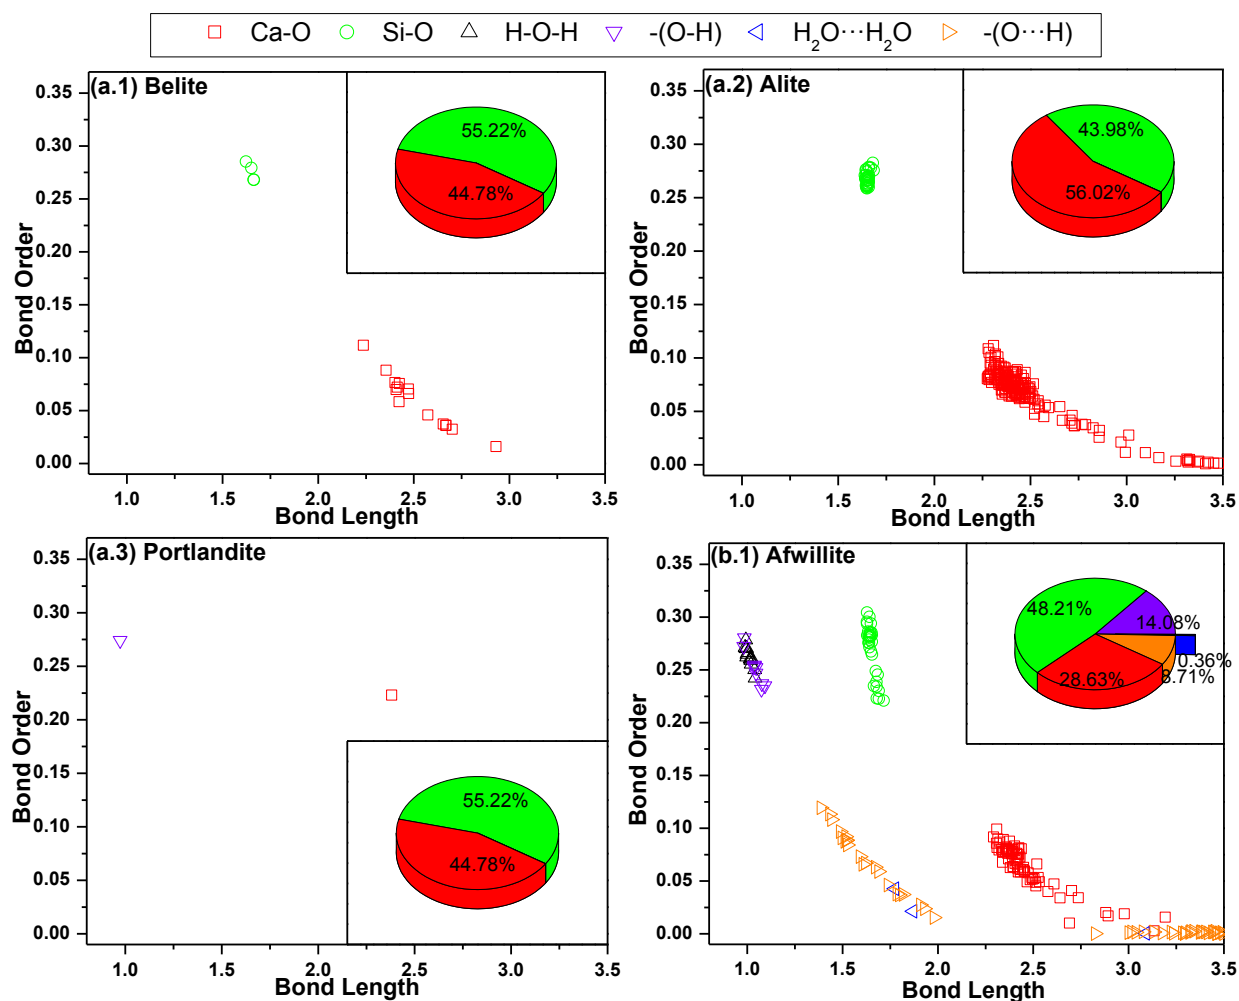 Ca-O Si-O H-O-H -(O-H) H2O···H2O -(O···H)
(a.1) Belite
0.35
0.30
0.25
0.20
0.15
0.10
0.05
0.00
Bond Order
55.22%
44.78%
1.0 1.5 2.0 2.5 3.0 3.5
Bond Length
(a.2) Alite
0.35
0.30
0.25
0.20
0.15
0.10
0.05
0.00
Bond Order
43.98%
56.02%
1.0 1.5 2.0 2.5 3.0 3.5
Bond Length
(a.3) Portlandite
0.35
0.30
0.25
0.20
0.15
0.10
0.05
0.00
Bond Order
55.22%
44.78%
1.0 1.5 2.0 2.5 3.0 3.5
Bond Length
(b.1) Afwillite
0.35
0.30
0.25
0.20
0.15
0.10
0.05
0.00
Bond Order
48.21%
14.08%
0.36%
8.71%
28.63%
1.0 1.5 2.0 2.5 3.0 3.5
Bond Length